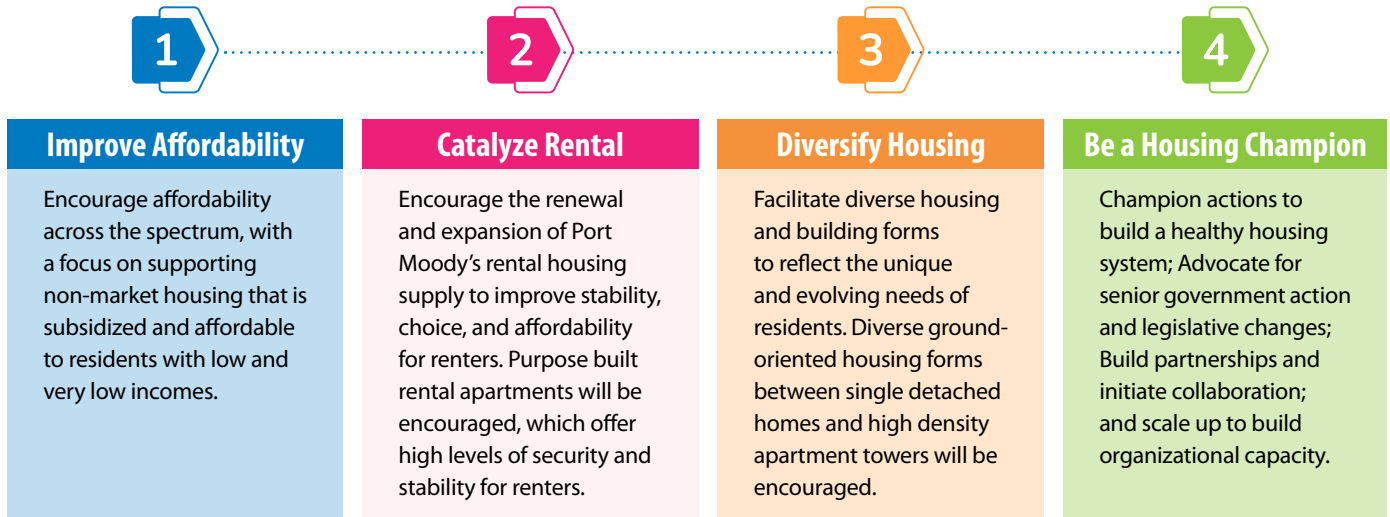 1
2
3
4
Improve Affordability
Encourage affordability
across the spectrum, with
a focus on supporting
non-market housing that is
subsidized and affordable
to residents with low and
very low incomes.
Catalyze Rental
Encourage the renewal
and expansion of Port
Moody’s rental housing
supply to improve stability,
choice, and affordability
for renters. Purpose built
rental apartments will be
encouraged, which offer
high levels of security and
stability for renters.
Diversify Housing
Facilitate diverse housing
and building forms
to reflect the unique
and evolving needs of
residents. Diverse ground-
oriented housing forms
between single detached
homes and high density
apartment towers will be
encouraged.
Be a Housing Champion
Champion actions to
build a healthy housing
system; Advocate for
senior government action
and legislative changes;
Build partnerships and
initiate collaboration;
and scale up to build
organizational capacity.